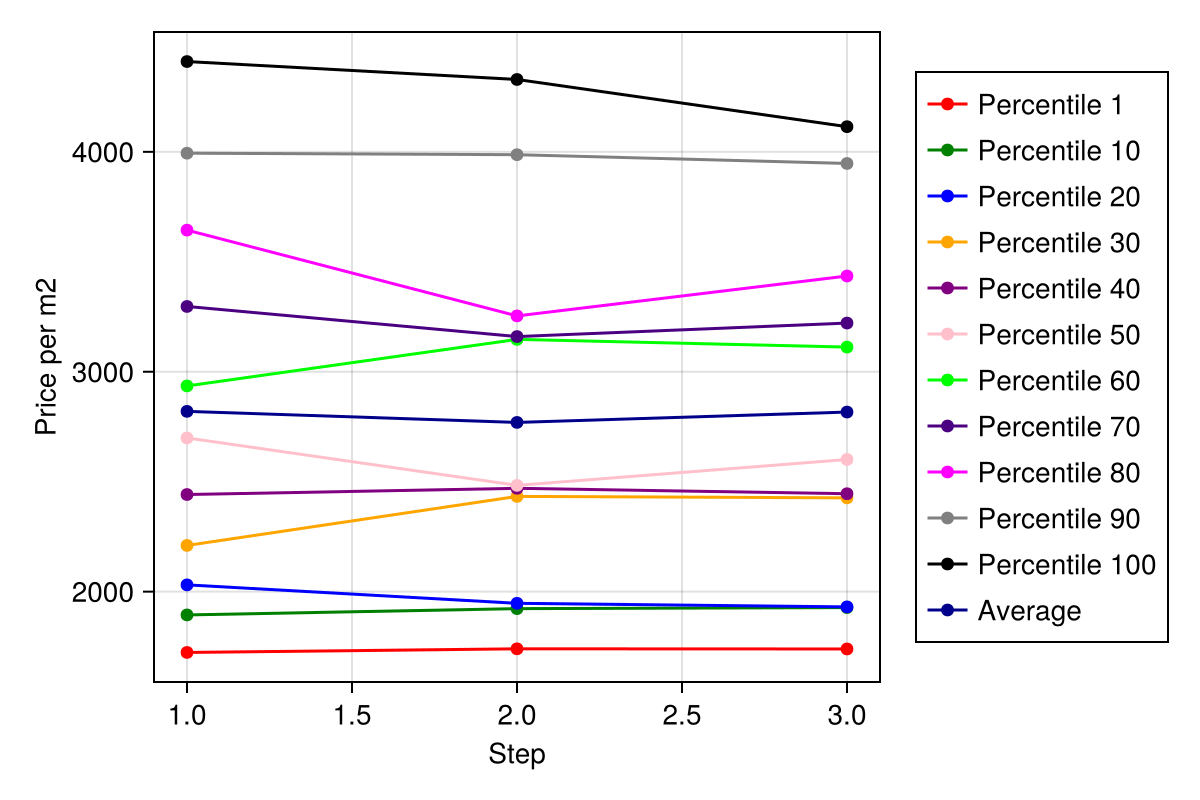 Price per m2
4000
3000
2000
1.0 1.5 2.0 2.5 3.0
Step
Percentile 1
Percentile 10
Percentile 20
Percentile 30
Percentile 40
Percentile 50
Percentile 60
Percentile 70
Percentile 80
Percentile 90
Percentile 100
Average